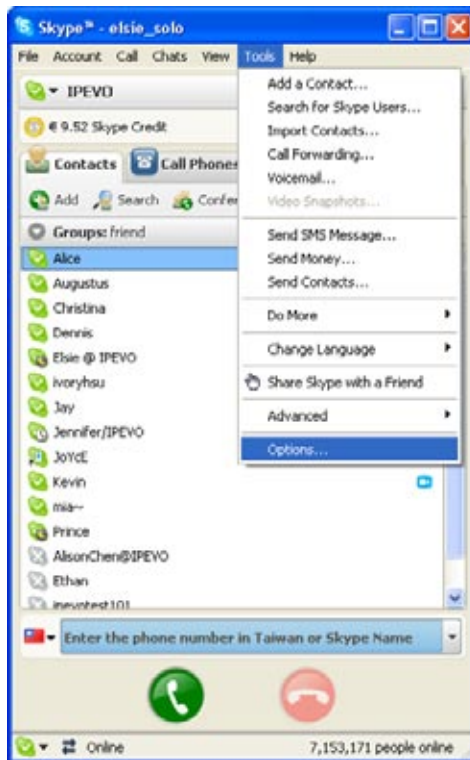 Skype™ - elsie_solo
File Account Call Chats View Tools Help
IPEVO
€ 9.52 Skype Credit
Contacts Call Phones
Add Search Confer
Groups: friend
Alice
Augustus
Christina
Dennis
Elsie @ IPEVO
ivoryhsu
Jay
Jennifer/IPEVO
JOYcE
Kevin
mia~
Prince
AlisonChen@IPEVO
Ethan
ipevotest101
Add a Contact...
Search for Skype Users...
Import Contacts...
Call Forwarding...
Voicemail...
Video Snapshots...
Send SMS Message...
Send Money...
Send Contacts...
Do More
Change Language
Share Skype with a Friend
Advanced
Options...
Enter the phone number in Taiwan or Skype Name
Online 7,153,171 people online